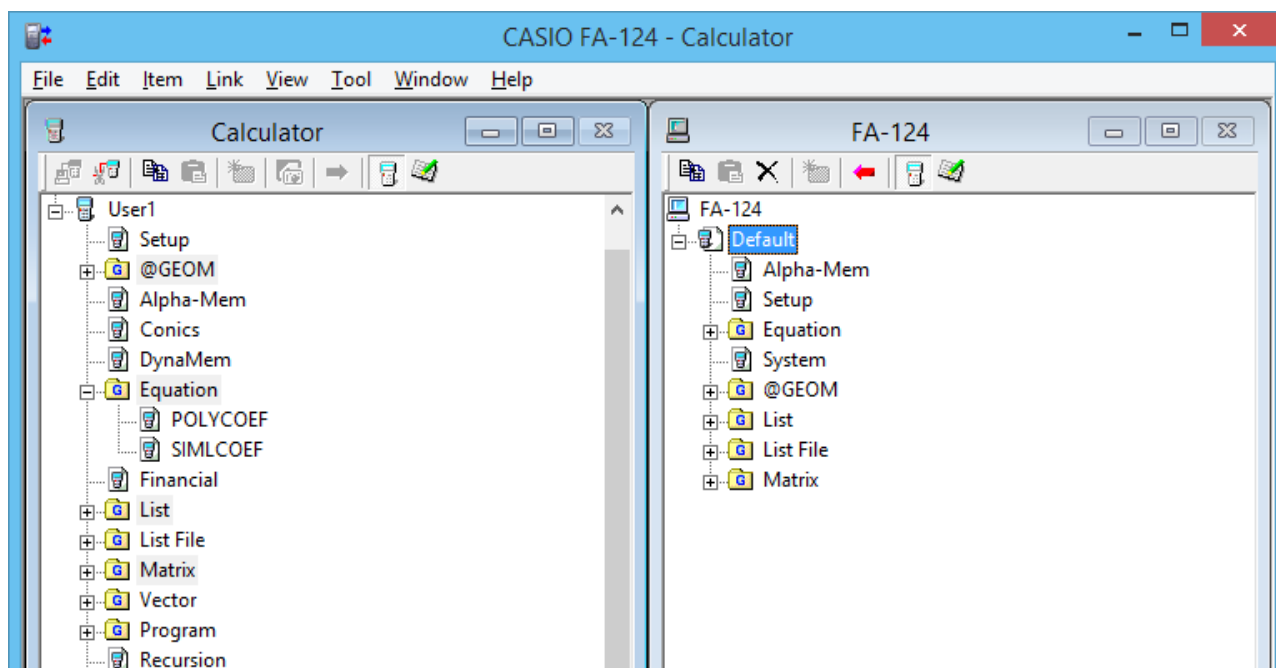 CASIO FA-124 - Calculator
File Edit Item Link View Tool Window Help
Calculator
User1
Setup
@GEOM
Alpha-Mem
Conics
DynaMem
Equation
POLYCOEF
SIMLCOEF
Financial
List
List File
Matrix
Vector
Program
Recursion
FA-124
FA-124
Default
Alpha-Mem
Setup
Equation
System
@GEOM
List
List File
Matrix